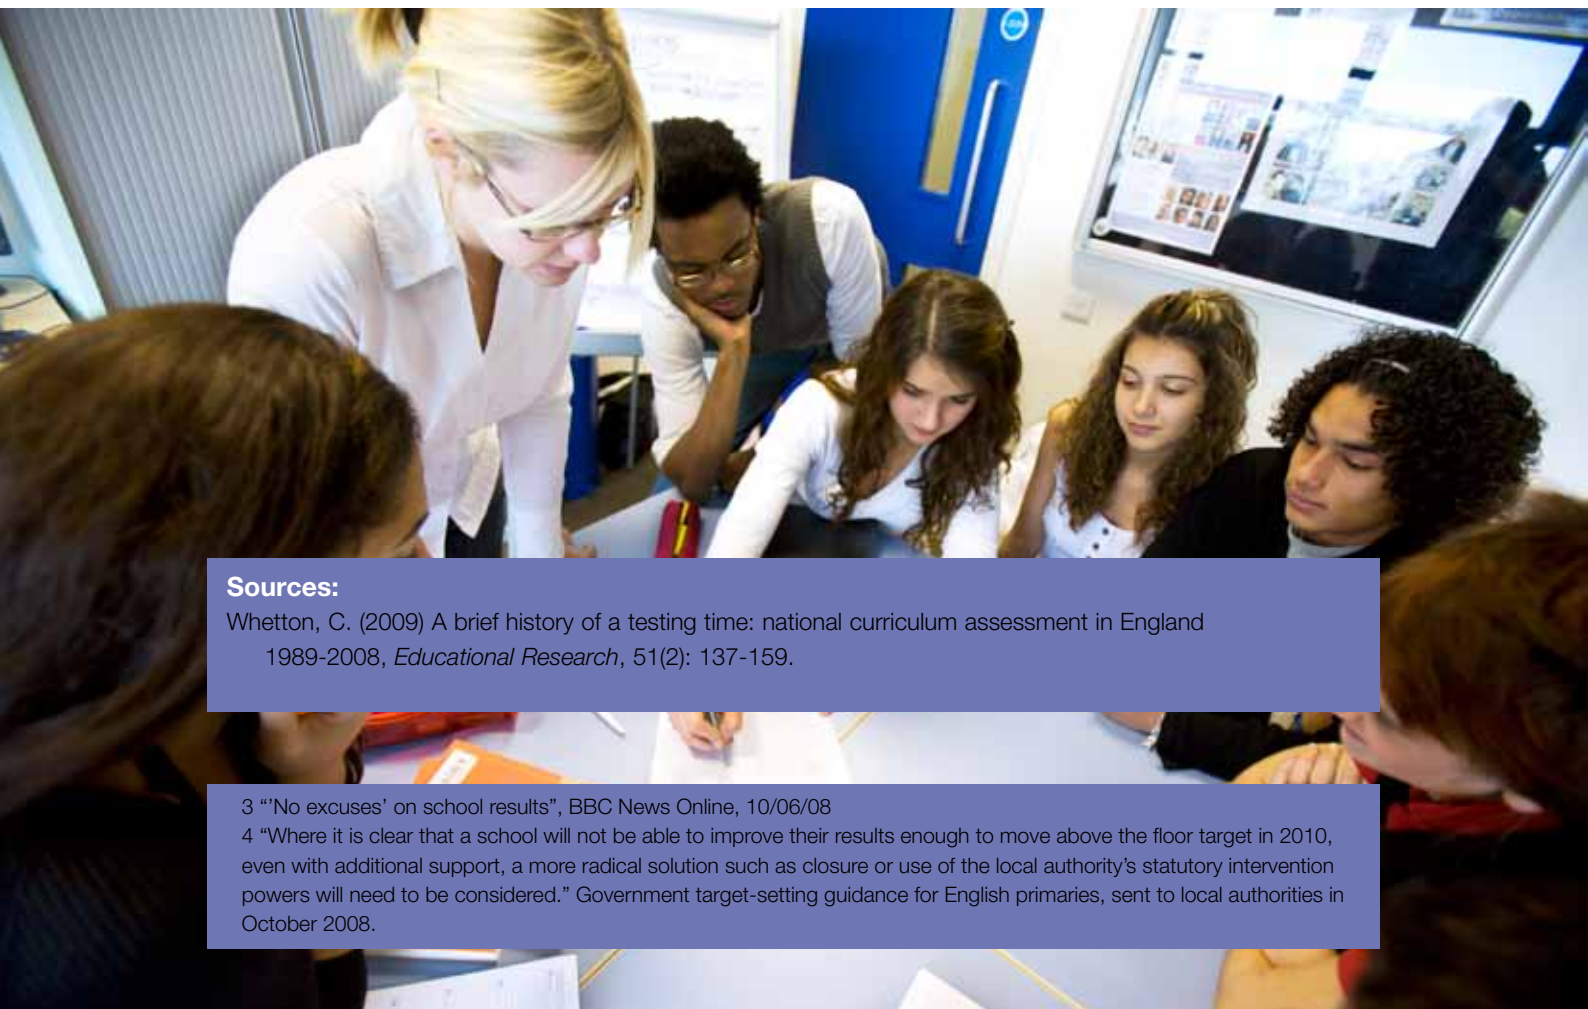 Sources:
Whetton, C. (2009) A brief history of a testing time: national curriculum assessment in England
1989-2008, Educational Research, 51(2): 137-159.
3 “’No excuses’ on school results”, BBC News Online, 10/06/08
4 “Where it is clear that a school will not be able to improve their results enough to move above the floor target in 2010,
even with additional support, a more radical solution such as closure or use of the local authority’s statutory intervention
powers will need to be considered.” Government target-setting guidance for English primaries, sent to local authorities in
October 2008.